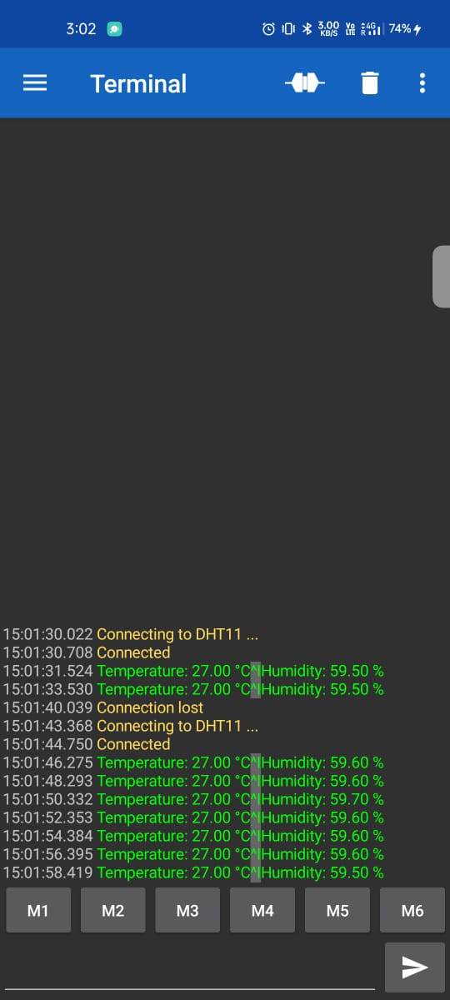 3:02 3.00 KB/S Vo LTE 4G R 74%
Terminal
15:01:30.022 Connecting to DHT11 ...
15:01:30.708 Connected
15:01:31.524 Temperature: 27.00 °C^IHumidity: 59.50 %
15:01:33.530 Temperature: 27.00 °C^IHumidity: 59.50 %
15:01:40.039 Connection lost
15:01:43.368 Connecting to DHT11 ...
15:01:44.750 Connected
15:01:46.275 Temperature: 27.00 °C^IHumidity: 59.60 %
15:01:48.293 Temperature: 27.00 °C^IHumidity: 59.60 %
15:01:50.332 Temperature: 27.00 °C^IHumidity: 59.70 %
15:01:52.353 Temperature: 27.00 °C^IHumidity: 59.60 %
15:01:54.384 Temperature: 27.00 °C^IHumidity: 59.60 %
15:01:56.395 Temperature: 27.00 °C^IHumidity: 59.60 %
15:01:58.419 Temperature: 27.00 °C^IHumidity: 59.50 %
M1 M2 M3 M4 M5 M6